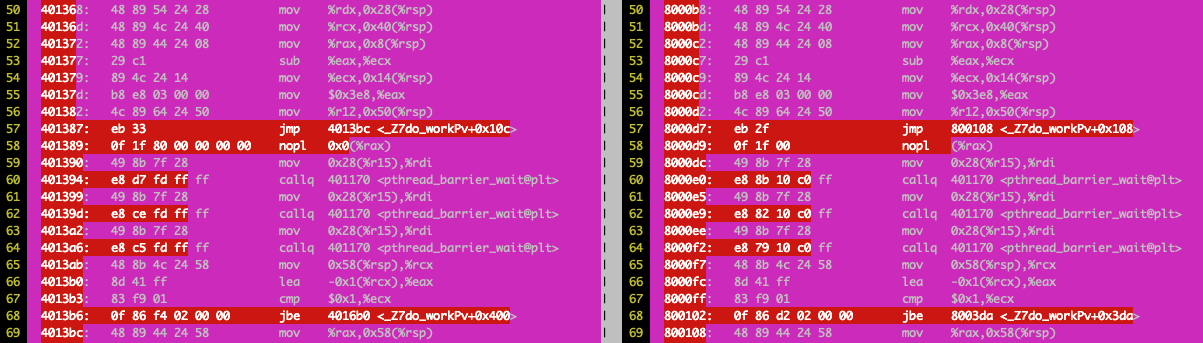 50 401368: 48 89 54 24 28 mov %rdx,0x28(%rsp)
51 40136d: 48 89 4c 24 40 mov %rcx,0x40(%rsp)
52 401372: 48 89 44 24 08 mov %rax,0x8(%rsp)
53 401377: 29 c1 sub %eax,%ecx
54 401379: 89 4c 24 14 mov %ecx,0x14(%rsp)
55 40137d: b8 e8 03 00 00 mov $0x3e8,%eax
56 401382: 4c 89 64 24 50 mov %r12,0x50(%rsp)
57 401387: eb 33 jmp 4013bc <_Z7do_workPv+0x10c>
58 401389: 0f 1f 80 00 00 00 00 nopl 0x0(%rax)
59 401390: 49 8b 7f 28 mov 0x28(%r15),%rdi
60 401394: e8 d7 fd ff ff callq 401170 <pthread_barrier_wait@plt>
61 401399: 49 8b 7f 28 mov 0x28(%r15),%rdi
62 40139d: e8 ce fd ff ff callq 401170 <pthread_barrier_wait@plt>
63 4013a2: 49 8b 7f 28 mov 0x28(%r15),%rdi
64 4013a6: e8 c5 fd ff ff callq 401170 <pthread_barrier_wait@plt>
65 4013ab: 48 8b 4c 24 58 mov 0x58(%rsp),%rcx
66 4013b0: 8d 41 ff lea -0x1(%rcx),%eax
67 4013b3: 83 f9 01 cmp $0x1,%ecx
68 4013b6: 0f 86 f4 02 00 00 jbe 4016b0 <_Z7do_workPv+0x400>
69 4013bc: 48 89 44 24 58 mov %rax,0x58(%rsp)
50 8000b8: 48 89 54 24 28 mov %rdx,0x28(%rsp)
51 8000bd: 48 89 4c 24 40 mov %rcx,0x40(%rsp)
52 8000c2: 48 89 44 24 08 mov %rax,0x8(%rsp)
53 8000c7: 29 c1 sub %eax,%ecx
54 8000c9: 89 4c 24 14 mov %ecx,0x14(%rsp)
55 8000cd: b8 e8 03 00 00 mov $0x3e8,%eax
56 8000d2: 4c 89 64 24 50 mov %r12,0x50(%rsp)
57 8000d7: eb 2f jmp 800108 <_Z7do_workPv+0x108>
58 8000d9: 0f 1f 00 nopl (%rax)
59 8000dc: 49 8b 7f 28 mov 0x28(%r15),%rdi
60 8000e0: e8 8b 10 c0 ff callq 401170 <pthread_barrier_wait@plt>
61 8000e5: 49 8b 7f 28 mov 0x28(%r15),%rdi
62 8000e9: e8 82 10 c0 ff callq 401170 <pthread_barrier_wait@plt>
63 8000ee: 49 8b 7f 28 mov 0x28(%r15),%rdi
64 8000f2: e8 79 10 c0 ff callq 401170 <pthread_barrier_wait@plt>
65 8000f7: 48 8b 4c 24 58 mov 0x58(%rsp),%rcx
66 8000fc: 8d 41 ff lea -0x1(%rcx),%eax
67 8000ff: 83 f9 01 cmp $0x1,%ecx
68 800102: 0f 86 d2 02 00 00 jbe 8003da <_Z7do_workPv+0x3da>
69 800108: 48 89 44 24 58 mov %rax,0x58(%rsp)